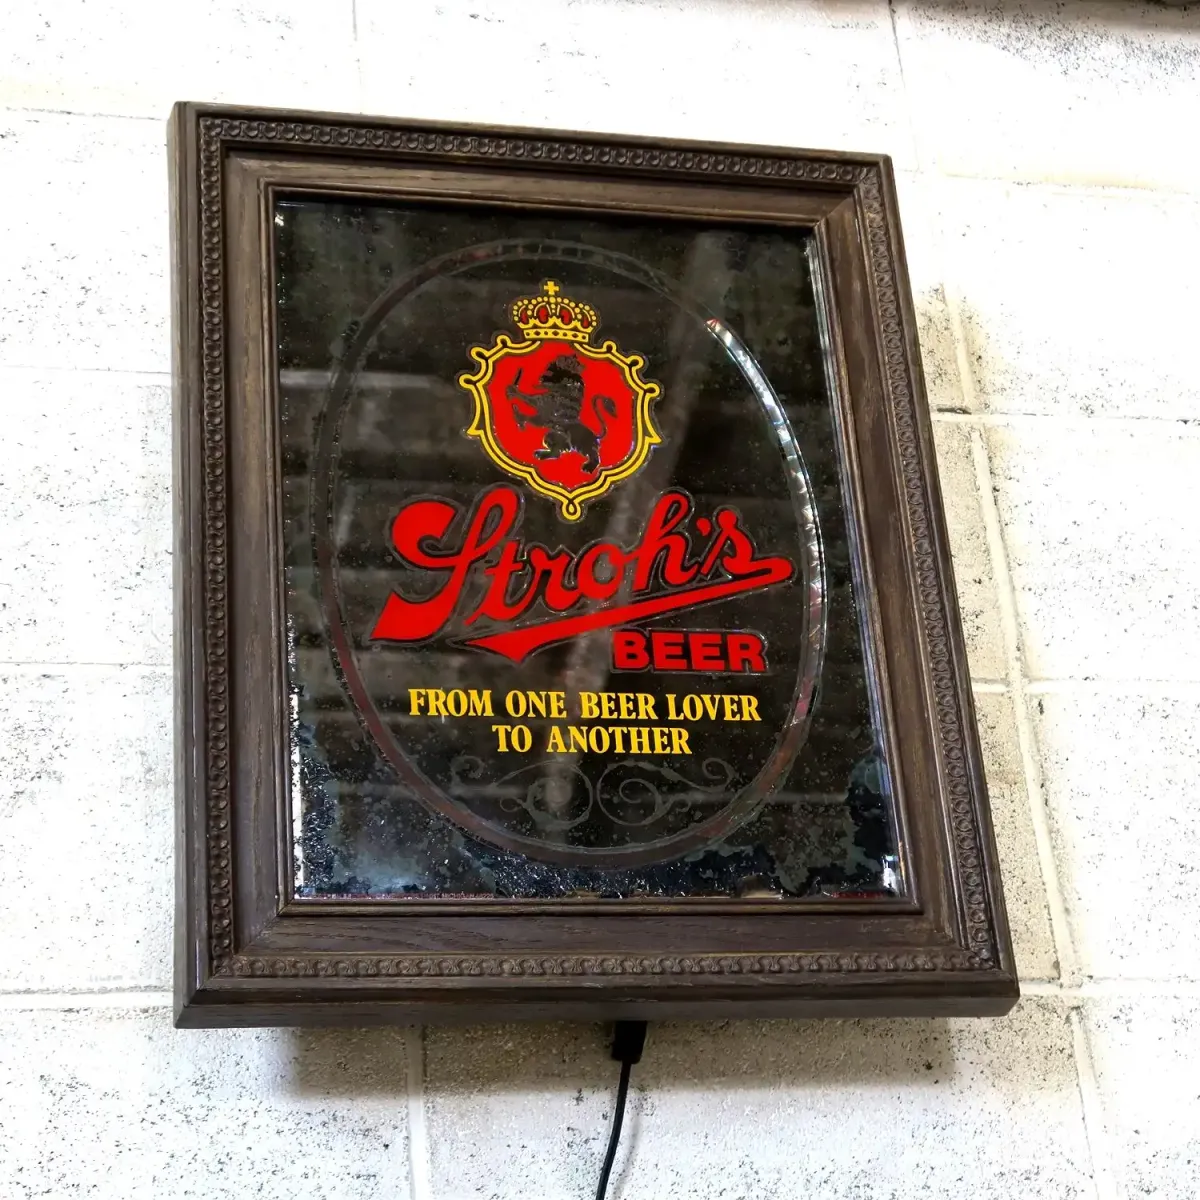 Stroh's
BEER
FROM ONE BEER LOVER
TO ANOTHER